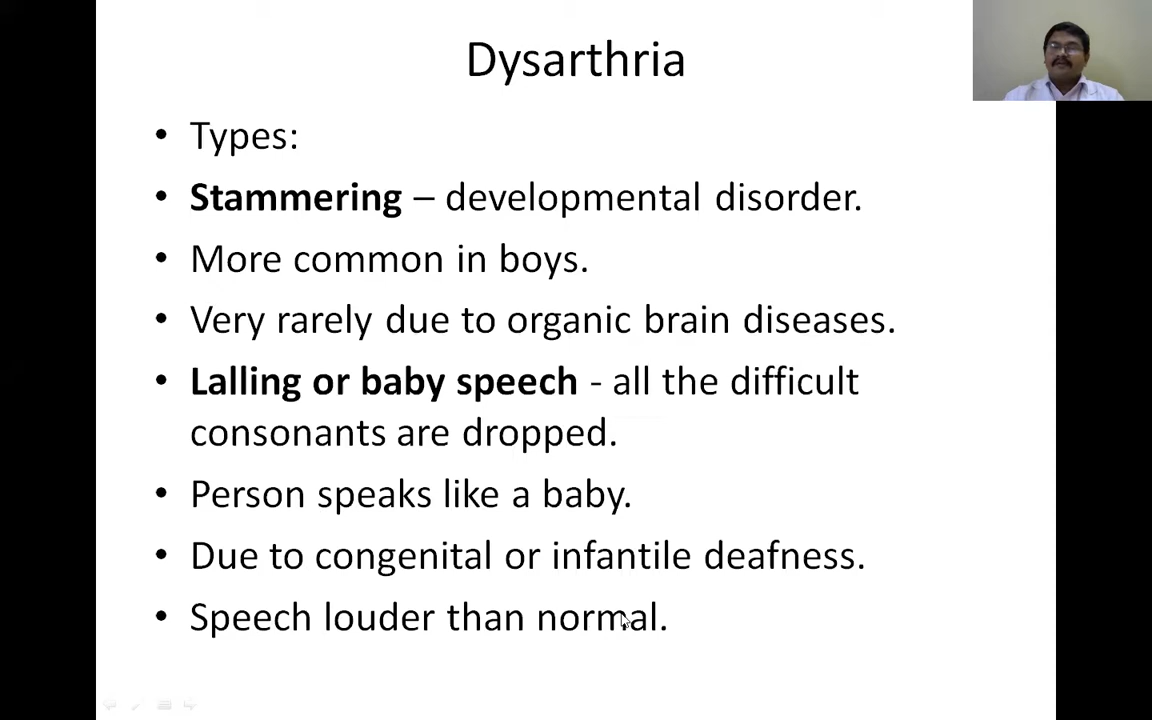 Dysarthria
• Types:
• Stammering – developmental disorder.
• More common in boys.
• Very rarely due to organic brain diseases.
• Lalling or baby speech - all the difficult
consonants are dropped.
• Person speaks like a baby.
• Due to congenital or infantile deafness.
• Speech louder than normal.